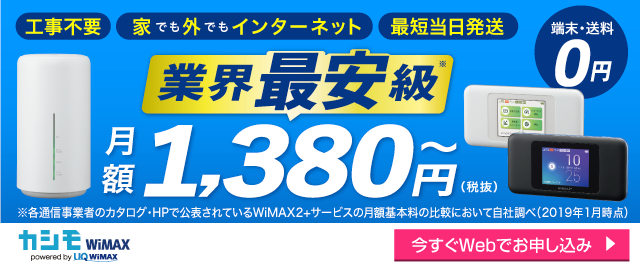 工事不要
家でも外でもインターネット
最短当日発送
端末・送料
0円
業界最安級※
月額1,380円~(税抜)
※各通信事業者のカタログ・HPで公表されているWiMAX2+サービスの月額基本料の比較において自社調べ(2019年1月時点)
カシモ WiMAX
powered by UQ WiMAX
今すぐWebでお申し込み